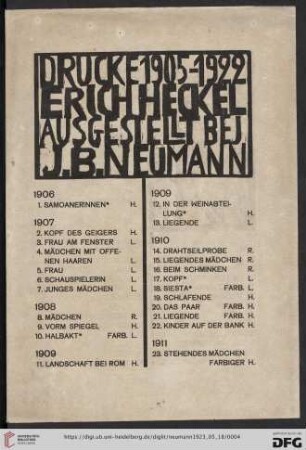 DRUCKE 1905-1922
ERICH HECKEL
AUSGESTELLT BEJ
J.B.NEUMANN
1906
1. SAMOANERINNEN* H.
1907
2. KOPF DES GEIGERS H.
3. FRAU AM FENSTER L.
4. MÄDCHEN MIT OFFE-
NEN HAAREN L.
5. FRAU L.
6. SCHAUSPIELERIN L.
7. JUNGES MÄDCHEN L.
1908
8. MÄDCHEN R.
9. VORM SPIEGEL H.
10. HALBAKT* FARB. L.
1909
11. LANDSCHAFT BEI ROM H.
1909
12. IN DER WEINABTEI-
LUNG* H.
13. LIEGENDE L.
1910
14. DRAHTSEILPROBE R.
15. LIEGENDES MÄDCHEN R.
16. BEIM SCHMINKEN R.
17. KOPF* L.
18. SIESTA* FARB. L.
19. SCHLAFENDE H.
20. DAS PAAR FARB. H.
21. LIEGENDE FARB. H.
22. KINDER AUF DER BANK H.
1911
23. STEHENDES MÄDCHEN
FARBIGER H.
UNIVERSITÄTS-
BIBLIOTHEK
HEIDELBERG
https://digi.ub.uni-heidelberg.de/diglit/neumann1923_05_18/0004
DFG